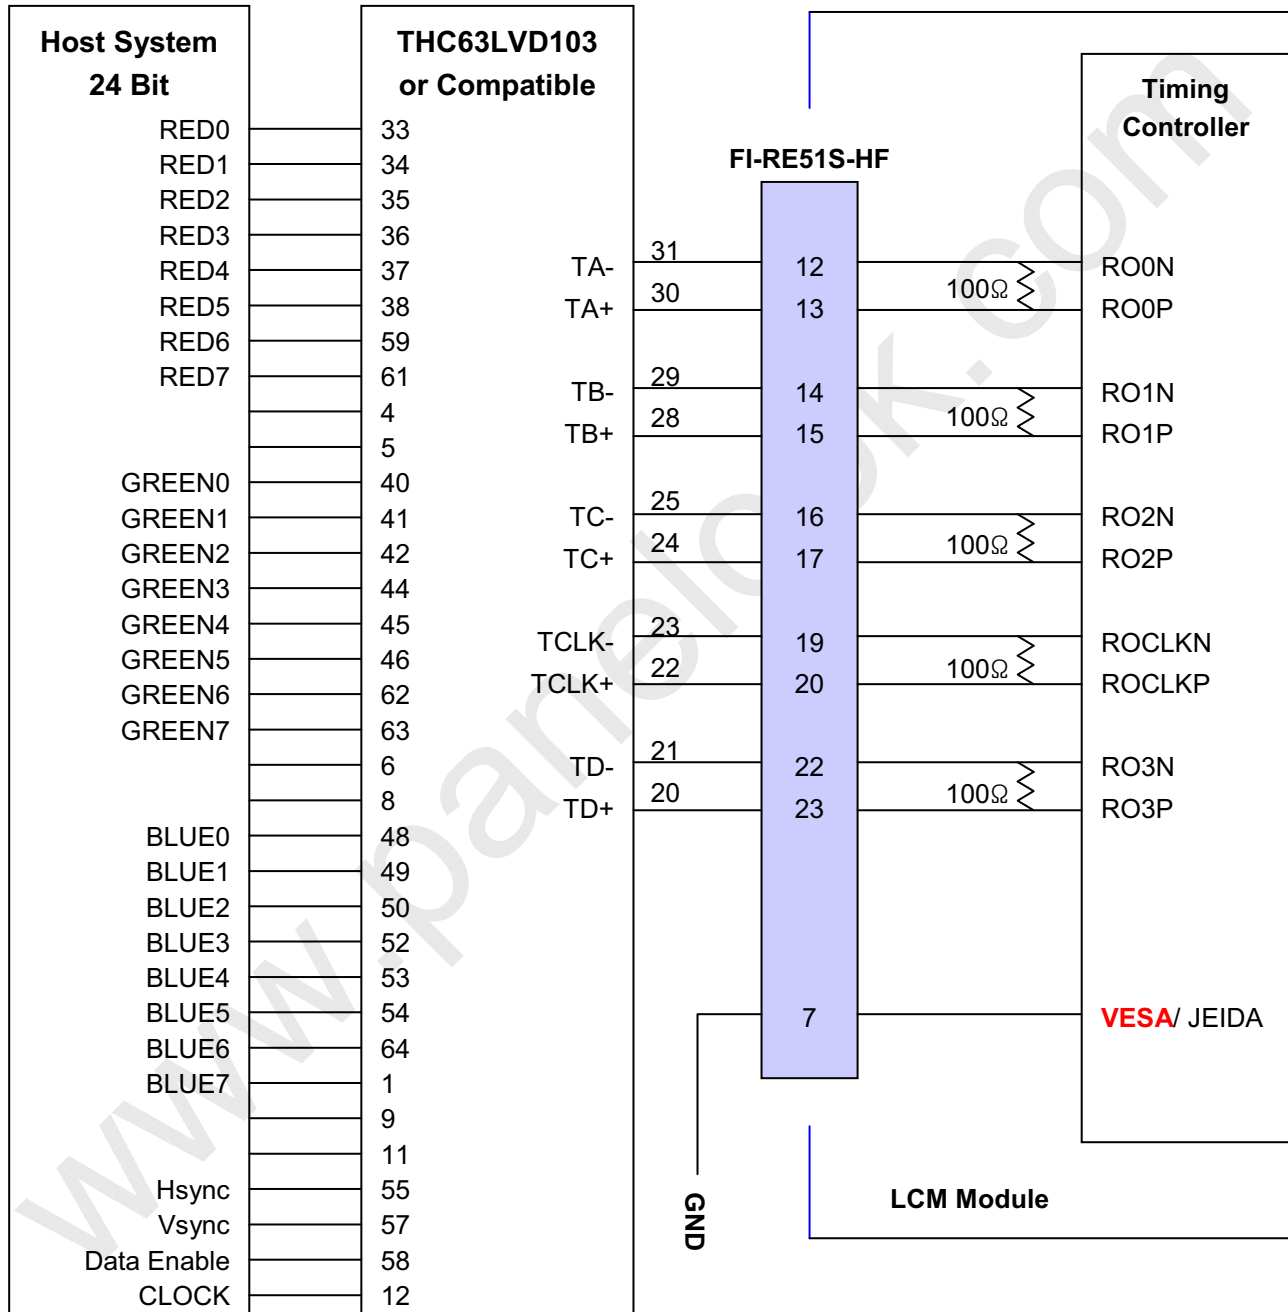 Host System
24 Bit
RED0
RED1
RED2
RED3
RED4
RED5
RED6
RED7
GREEN0
GREEN1
GREEN2
GREEN3
GREEN4
GREEN5
GREEN6
GREEN7
BLUE0
BLUE1
BLUE2
BLUE3
BLUE4
BLUE5
BLUE6
BLUE7
Hsync
Vsync
Data Enable
CLOCK
THC63LVD103
or Compatible
33
34
35
36
37
38
59
61
4
5
40
41
42
44
45
46
62
63
6
8
48
49
50
52
53
54
64
1
9
11
55
57
58
12
TA- 31
TA+ 30
TB- 29
TB+ 28
TC- 25
TC+ 24
TCLK- 23
TCLK+ 22
TD- 21
TD+ 20
FI-RE51S-HF
12
13
14
15
16
17
19
20
22
23
7
GND
100Ω
100Ω
100Ω
100Ω
100Ω
Timing
Controller
RO0N
RO0P
RO1N
RO1P
RO2N
RO2P
ROCLKN
ROCLKP
RO3N
RO3P
VESA/ JEIDA
LCM Module
www.panelook.com